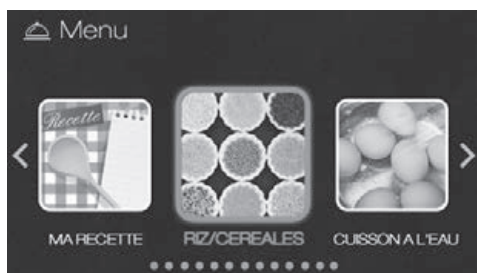 Menu
Recette
MA RECETTE
RIZ/CEREALES
CUISSON A L'EAU